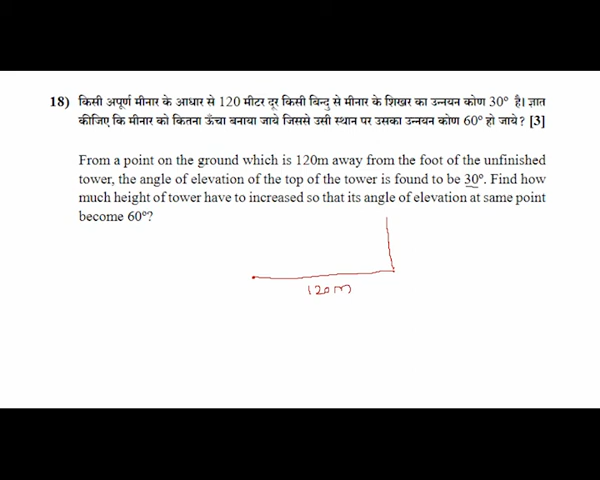 18) किसी अपूर्ण मीनार के आधार से 120 मीटर दूर किसी बिन्दु से मीनार के शिखर का उन्नयन कोण 30° है। ज्ञात
कीजिए कि मीनार को कितना ऊँचा बनाया जाये जिससे उसी स्थान पर उसका उन्नयन कोण 60° हो जाये ? [3]
From a point on the ground which is 120m away from the foot of the unfinished
tower, the angle of elevation of the top of the tower is found to be 30°. Find how
much height of tower have to increased so that its angle of elevation at same point
become 60°?
120m